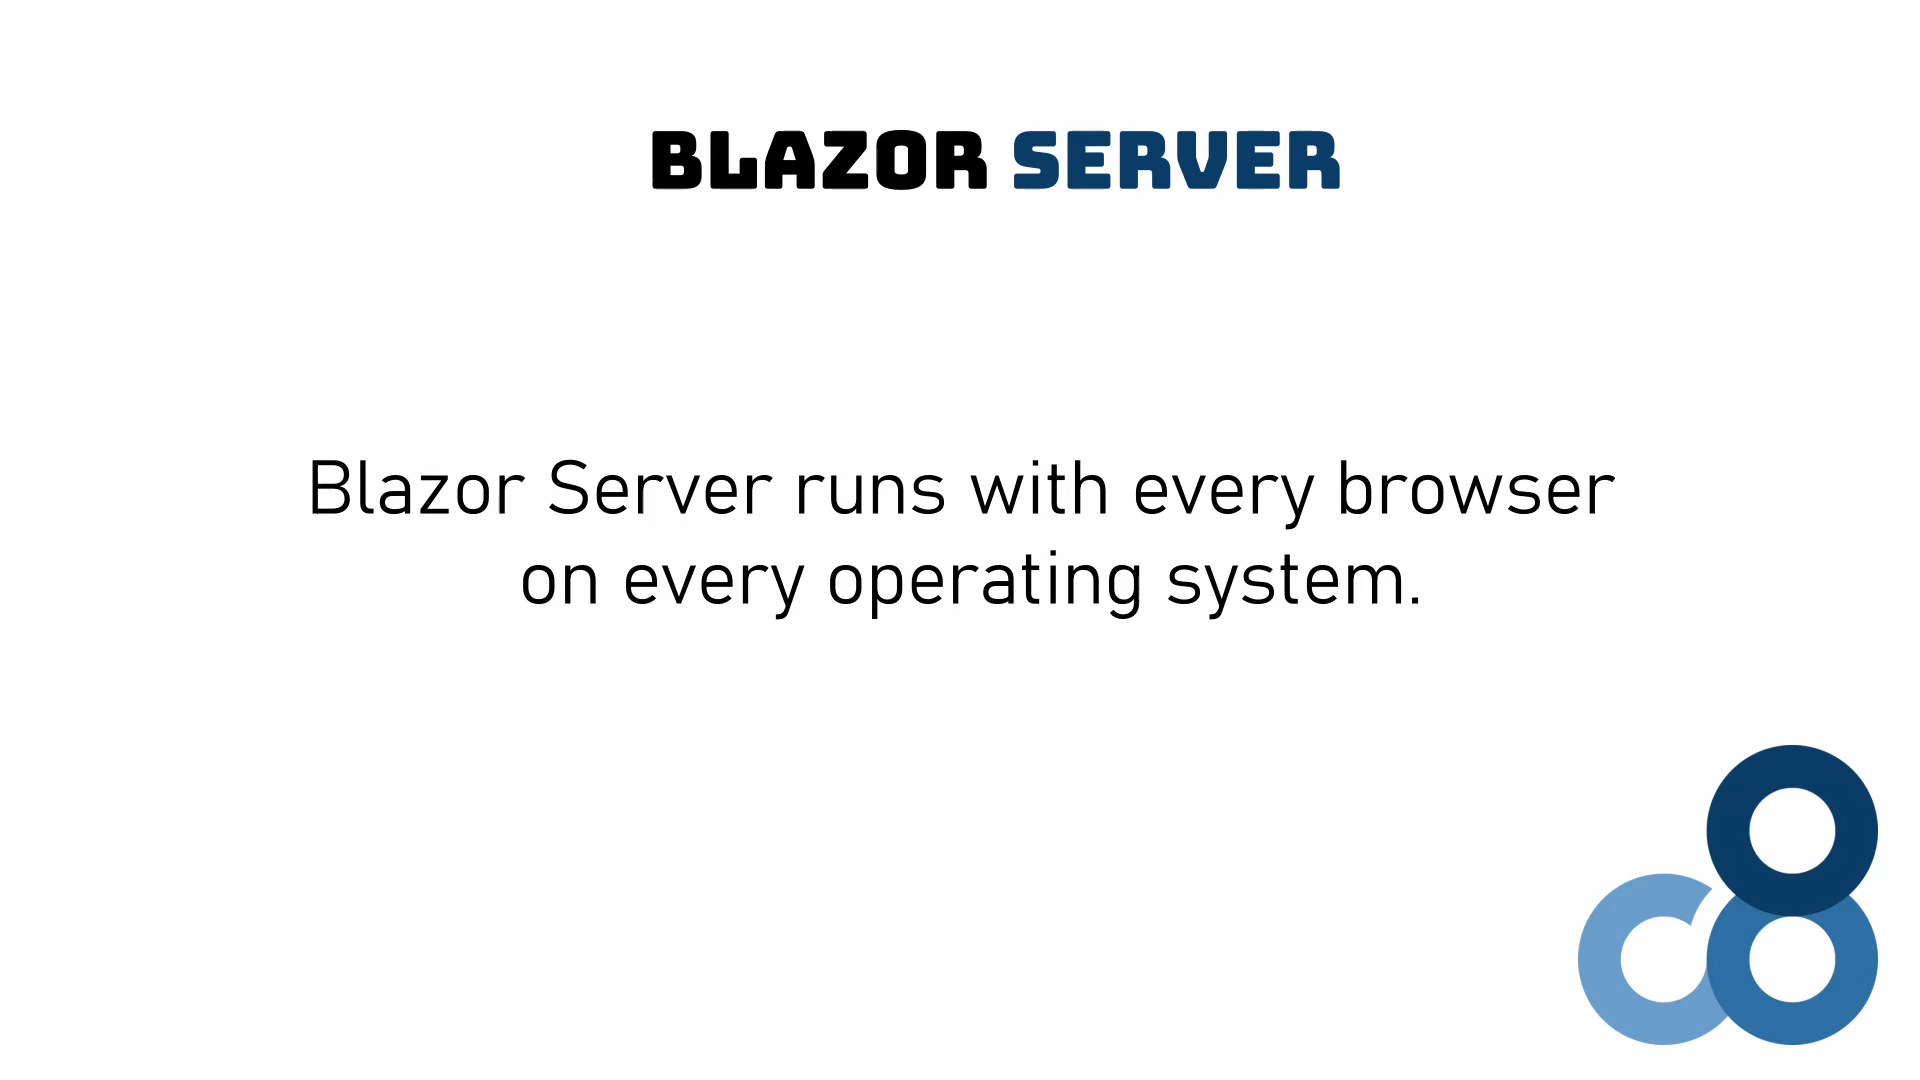 BLAZOR SERVER
Blazor Server runs with every browser
on every operating system.